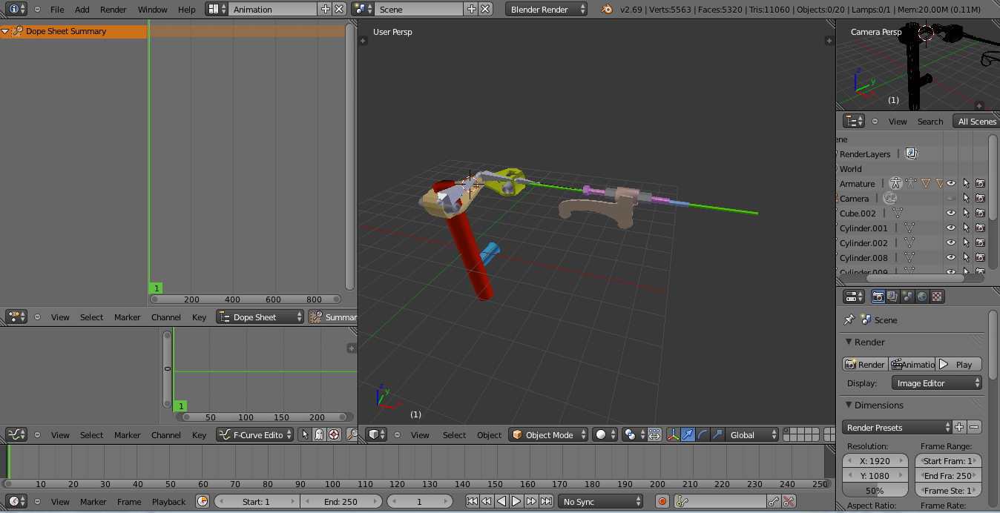 File Add Render Window Help Animation Scene Blender Render v2.69 | Verts:5563 | Faces:5320 | Tris:11060 | Objects:0/20 | Lamps:0/1 | Mem:20.00M (0.11M)
Dope Sheet Summary
1
200 400 600 800
View Select Marker Channel Key Dope Sheet Summar
0
1
50 100 150 200
View Select Marker Channel Key F-Curve Edito
User Persp
z
y
x
(1)
View Select Object Object Mode Global
Camera Persp
z
y
x
(1)
View Search All Scenes
ene
RenderLayers |
World
Armature |
Camera |
Cube.002 |
Cylinder.001 |
Cylinder.002 |
Cylinder.008 |
Cylinder.009 |
Scene
Render
Render Animatio Play
Display: Image Editor
Dimensions
Render Presets
Resolution: Frame Range:
X: 1920 Start Fram: 1
Y: 1080 End Fra: 250
50% Frame Ste: 1
Aspect Ratio: Frame Rate:
10 20 30 40 50 60 70 80 90 100 110 120 130 140 150 160 170 180 190 200 210 220 230 240 250
View Marker Frame Playback Start: 1 End: 250 1 No Sync